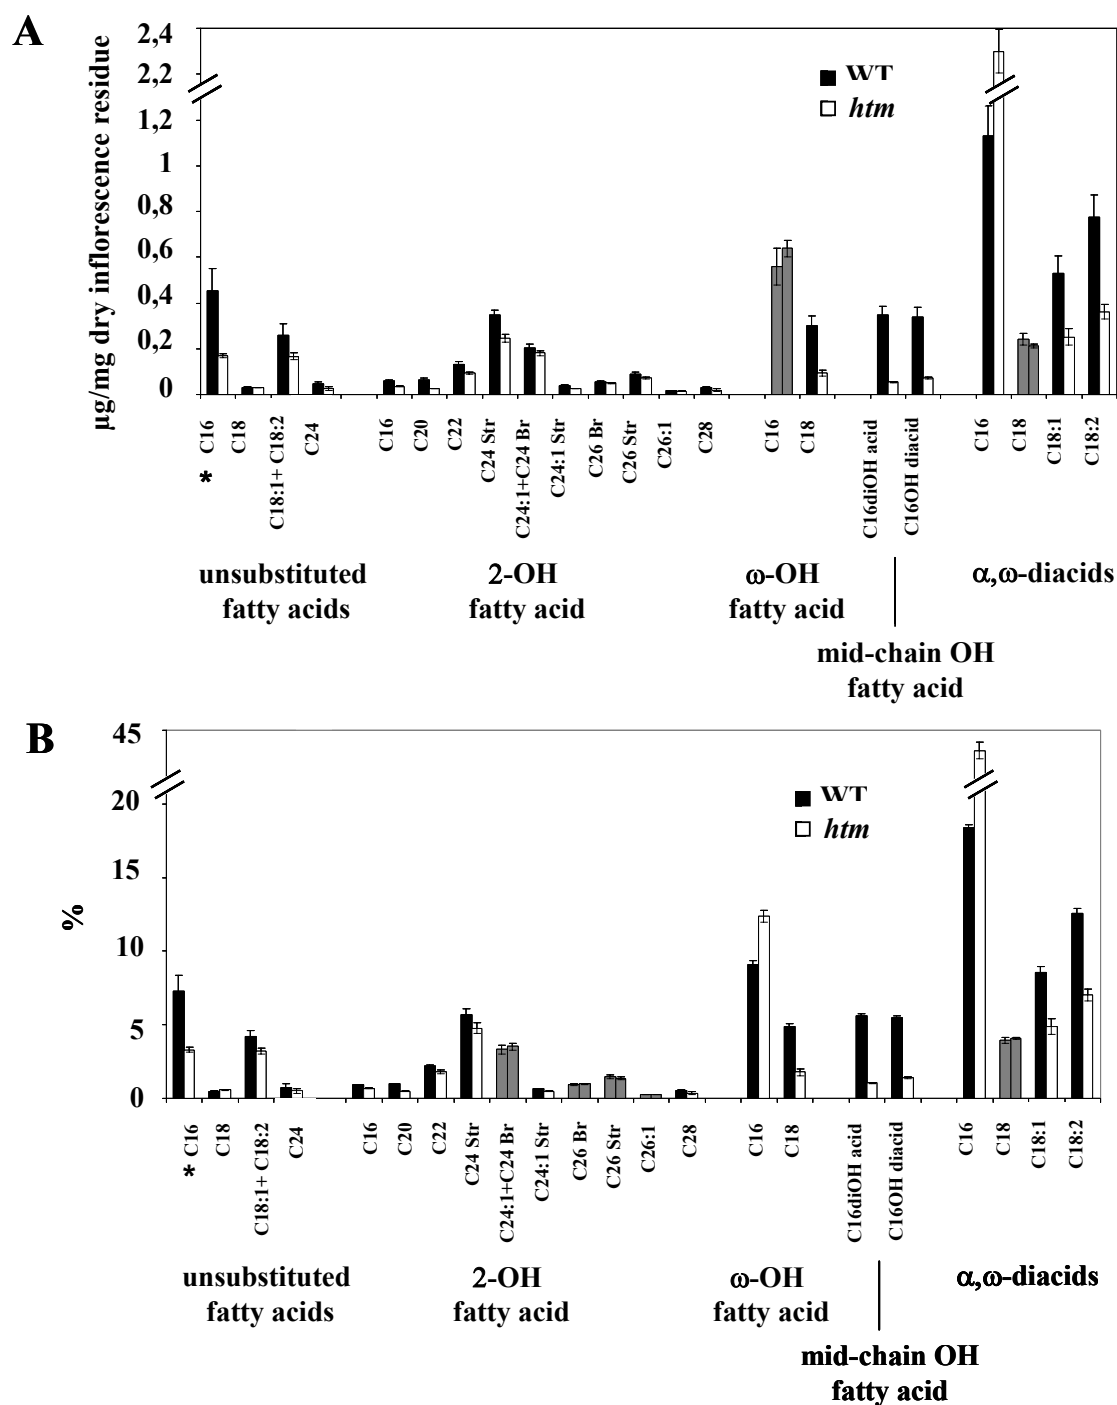 A
µg/mg dry inflorescence residue
2,4
2,2
1,2
1
0,8
0,6
0,4
0,2
0
WT
htm
* C16
C18
C18:1+ C18:2
C24
C16
C20
C22
C24 Str
C24:1+C24 Br
C24:1 Str
C26 Br
C26 Str
C26:1
C28
C16
C18
C16diOH acid
C16OH diacid
C16
C18
C18:1
C18:2
unsubstituted
fatty acids
2-OH
fatty acid
ω-OH
fatty acid
mid-chain OH
fatty acid
α,ω-diacids
B
%
45
20
15
10
5
0
WT
htm
* C16
C18
C18:1+ C18:2
C24
C16
C20
C22
C24 Str
C24:1+C24 Br
C24:1 Str
C26 Br
C26 Str
C26:1
C28
C16
C18
C16diOH acid
C16OH diacid
C16
C18
C18:1
C18:2
unsubstituted
fatty acids
2-OH
fatty acid
ω-OH
fatty acid
mid-chain OH
fatty acid
α,ω-diacids